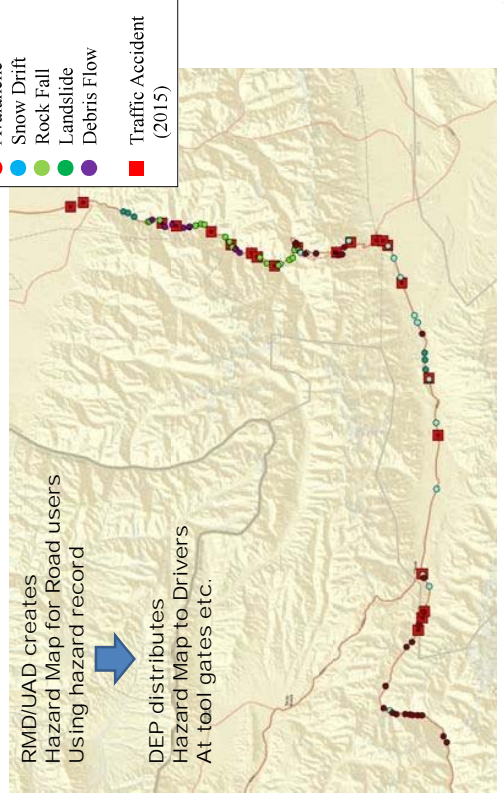 Snow Drift
Rock Fall
Landslide
Debris Flow
Traffic Accident
(2015)
RMD/UAD creates
Hazard Map for Road users
Using hazard record
DEP distributes
Hazard Map to Drivers
At tool gates etc.